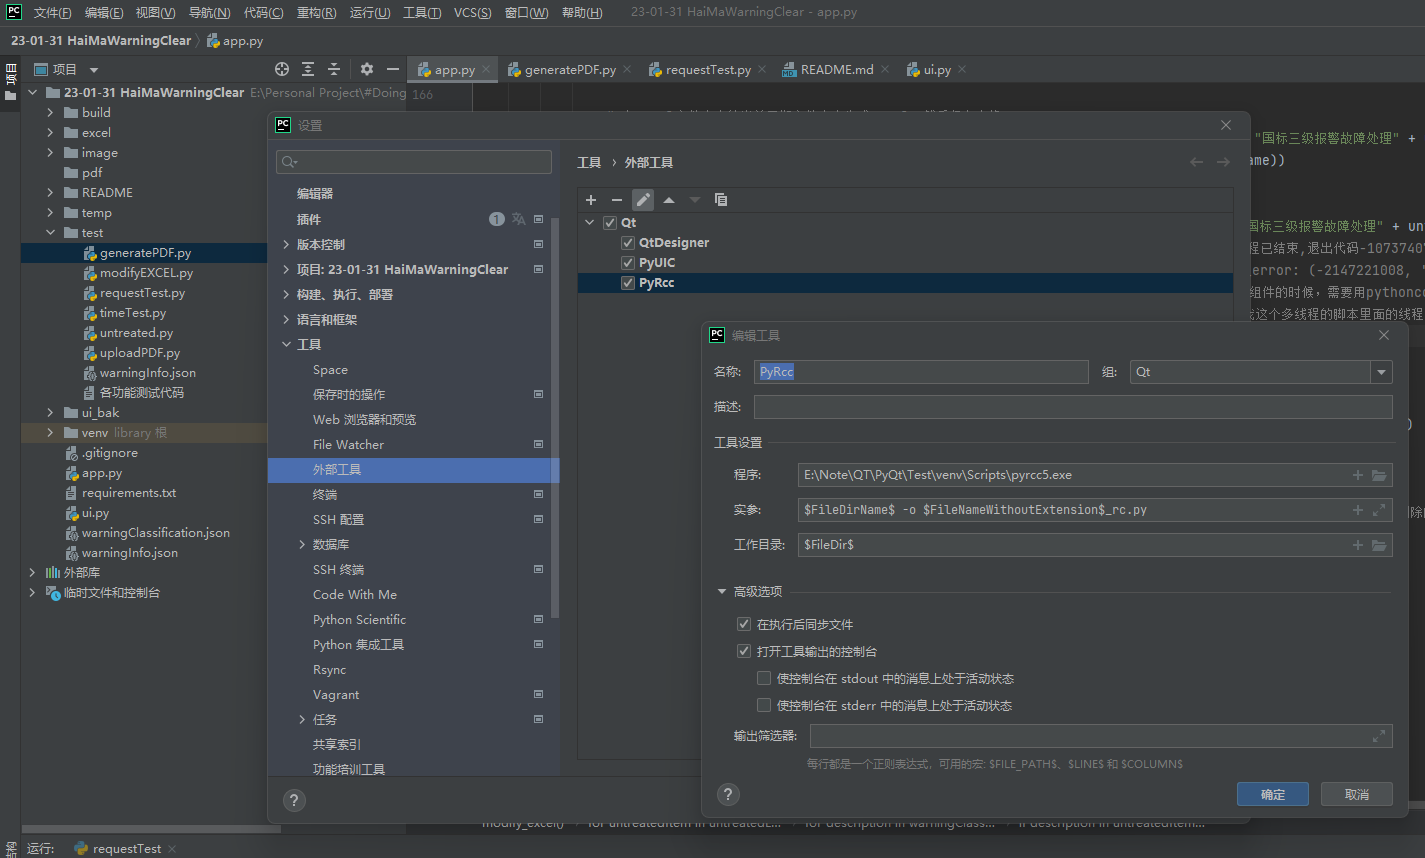 PC 文件(F) 编辑(E) 视图(V) 导航(N) 代码(C) 重构(R) 运行(U) 工具(T) VCS(S) 窗口(W) 帮助(H) 23-01-31 HaiMaWarningClear - app.py
23-01-31 HaiMaWarningClear app.py
项目
项目
app.py generatePDF.py requestTest.py README.md ui.py
23-01-31 HaiMaWarningClear E:\Personal Project\#Doing
166
build
excel
image
pdf
README
temp
test
generatePDF.py
modifyEXCEL.py
requestTest.py
timeTest.py
untreated.py
uploadPDF.py
warningInfo.json
各功能测试代码
ui_bak
venv library 根
.gitignore
app.py
requirements.txt
ui.py
warningClassification.json
warningInfo.json
外部库
临时文件和控制台
"国标三级报警故障处理" +
ame))
国标三级报警故障处理" + un
程已结束,退出代码-1073740
error: (-2147221008, "
组件的时候, 需要用pythonco
这个多线程的脚本里面的线程
PC 设置
编辑器
插件 1
版本控制
项目: 23-01-31 HaiMaWarningClear
构建、执行、部署
语言和框架
工具
Space
保存时的操作
Web 浏览器和预览
File Watcher
外部工具
终端
SSH 配置
数据库
SSH 终端
Code With Me
Python Scientific
Python 集成工具
Rsync
Vagrant
任务
共享索引
功能培训工具
?
工具 › 外部工具
Qt
QtDesigner
PyUIC
PyRcc
PC 编辑工具
名称: PyRcc 组: Qt
描述:
工具设置
程序: E:\Note\QT\PyQt\Test\venv\Scripts\pyrcc5.exe
实参: $FileDirName$ -o $FileNameWithoutExtension$_rc.py
工作目录: $FileDir$
高级选项
在执行后同步文件
打开工具输出的控制台
使控制台在 stdout 中的消息上处于活动状态
使控制台在 stderr 中的消息上处于活动状态
输出筛选器:
每行都是一个正则表达式，可用的宏: $FILE_PATH$、$LINE$ 和 $COLUMN$
? 确定 取消
modify_excel() for untreatedItem in untreatedL... for description in warningClass... if description in untreatedItem...
结构
运行: requestTest